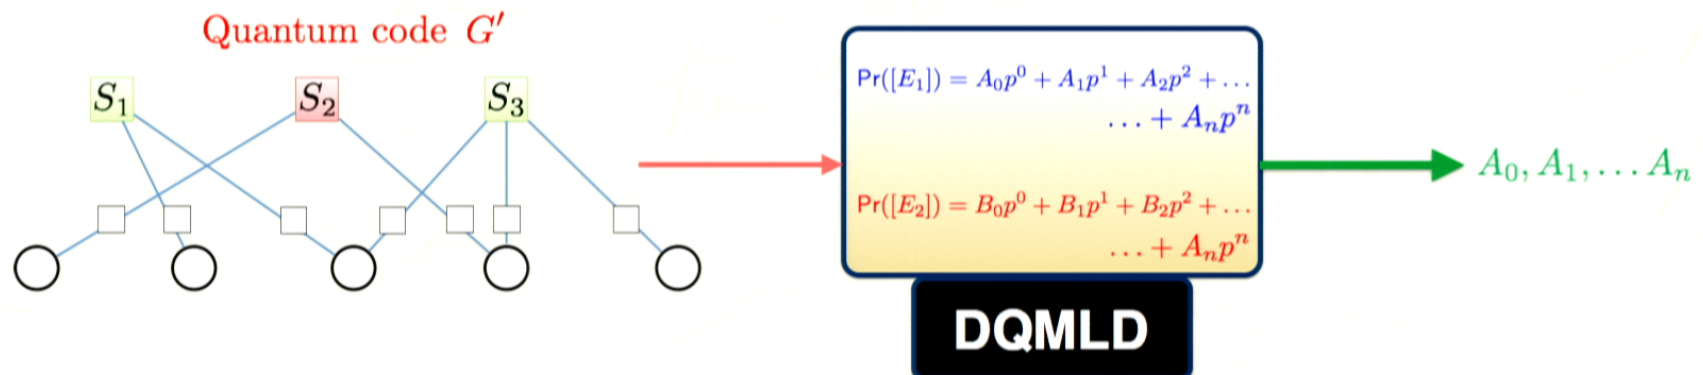 Quantum code G′
S₁
S₂
S₃
Pr([E₁]) = A₀p⁰ + A₁p¹ + A₂p² + …
… + Aₙpⁿ
Pr([E₂]) = B₀p⁰ + B₁p¹ + B₂p² + …
… + Aₙpⁿ
DQMLD
A₀, A₁, … Aₙ